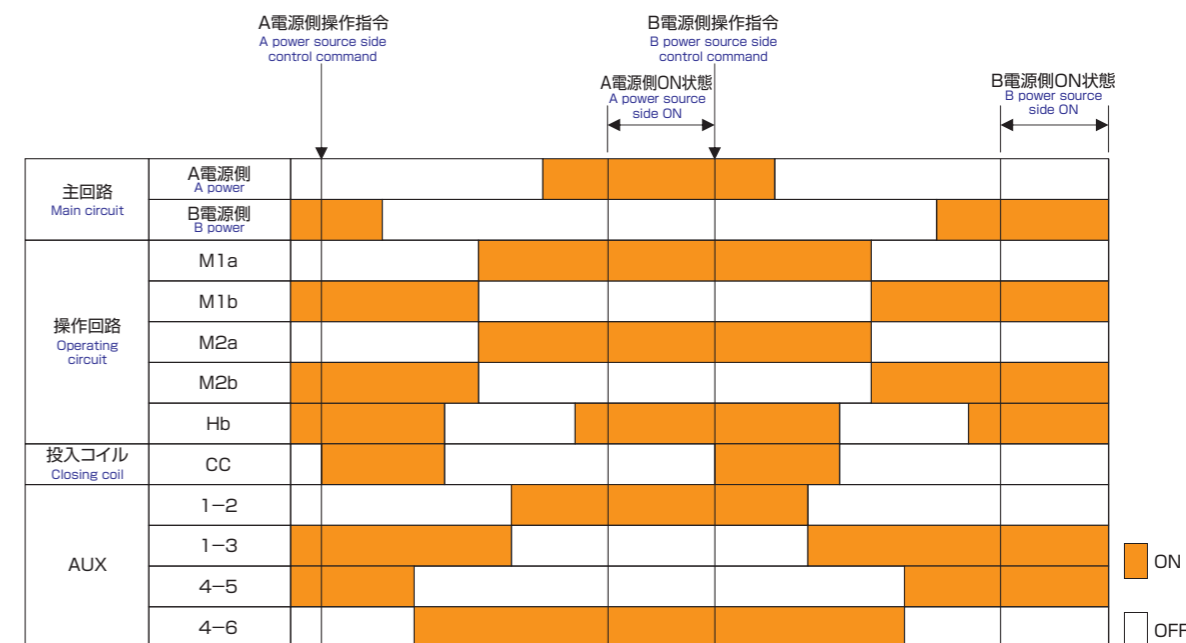 A電源側操作指令
A power source side
control command
B電源側操作指令
B power source side
control command
A電源側ON状態
A power source
side ON
B電源側ON状態
B power source
side ON
主回路
Main circuit
A電源側
A power
B電源側
B power
操作回路
Operating
circuit
M1a
M1b
M2a
M2b
Hb
投入コイル
Closing coil
CC
AUX
1−2
1−3
4−5
4−6
ON
OFF